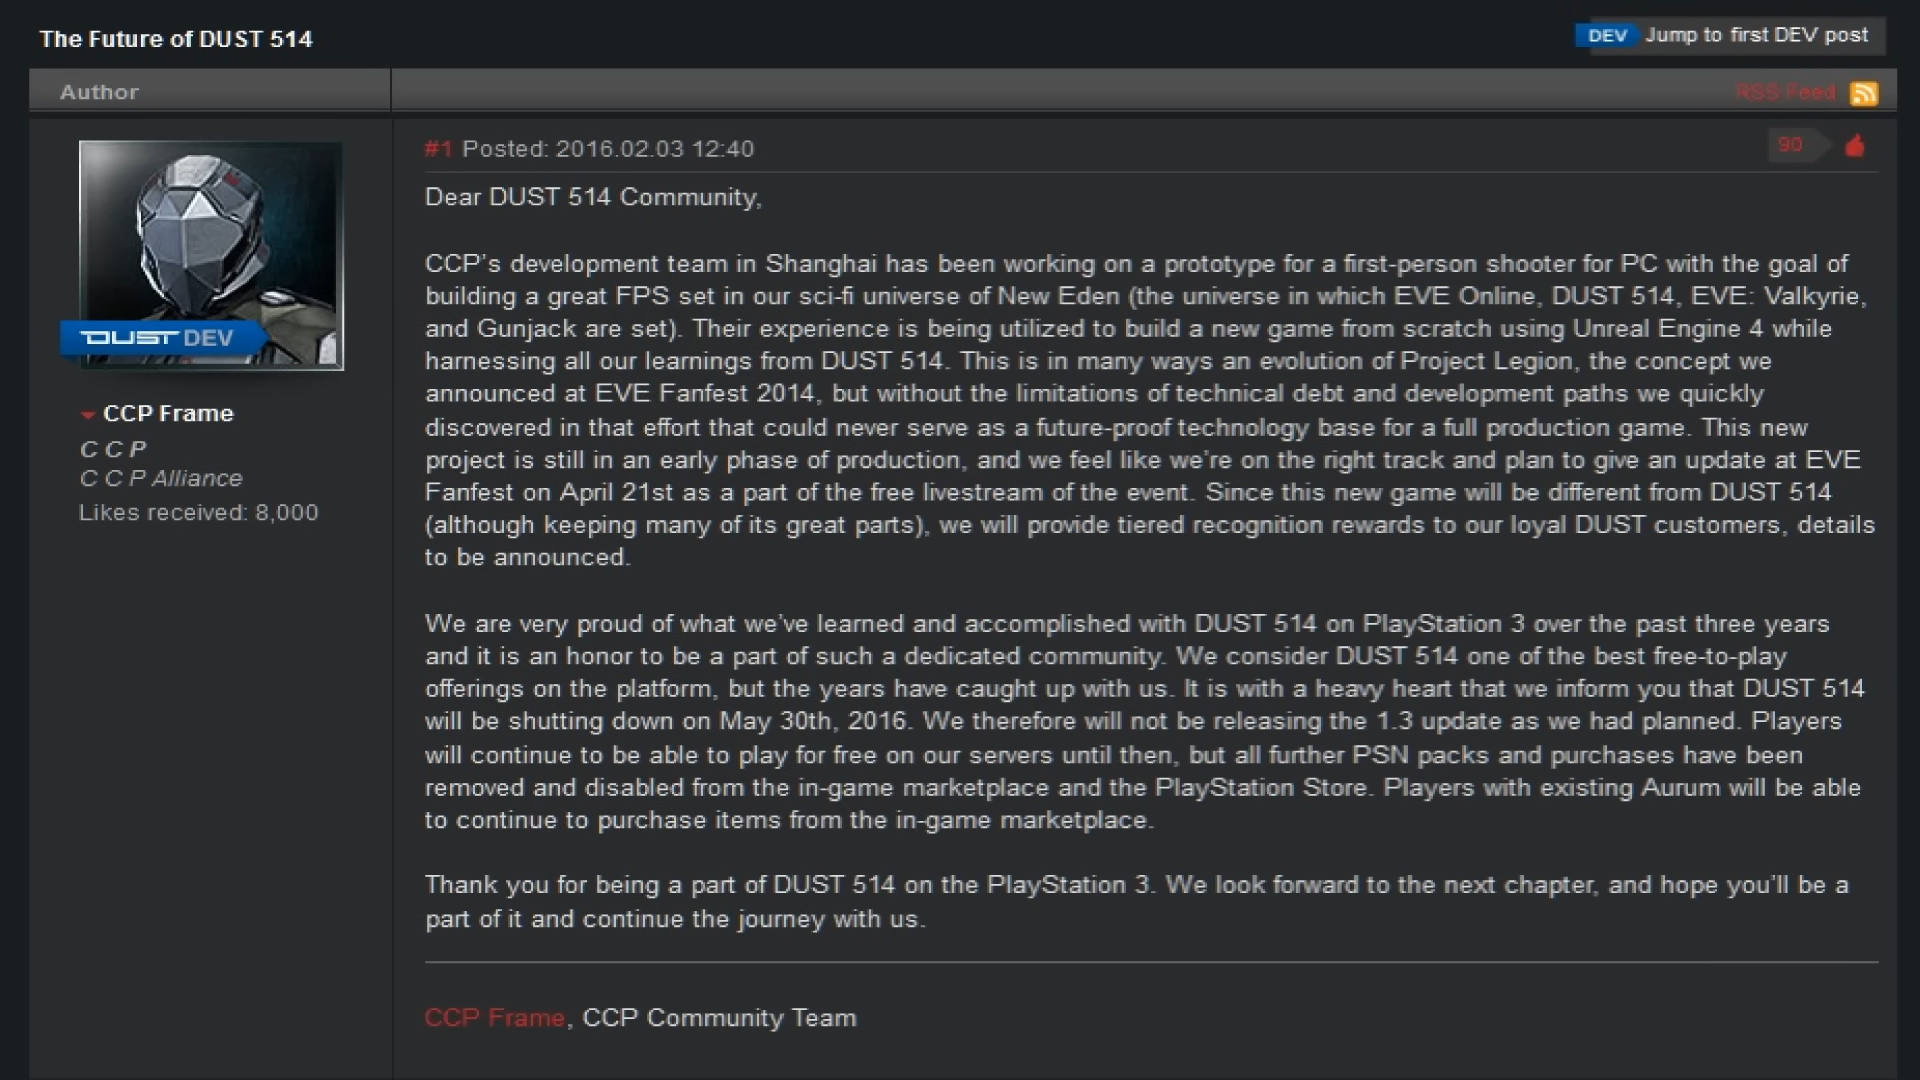 The Future of DUST 514
DEV Jump to first DEV post
Author
RSS Feed
DUST DEV
CCP Frame
C C P
C C P Alliance
Likes received: 8,000
#1 Posted: 2016.02.03 12:40
90
Dear DUST 514 Community,
CCP’s development team in Shanghai has been working on a prototype for a first-person shooter for PC with the goal of
building a great FPS set in our sci-fi universe of New Eden (the universe in which EVE Online, DUST 514, EVE: Valkyrie,
and Gunjack are set). Their experience is being utilized to build a new game from scratch using Unreal Engine 4 while
harnessing all our learnings from DUST 514. This is in many ways an evolution of Project Legion, the concept we
announced at EVE Fanfest 2014, but without the limitations of technical debt and development paths we quickly
discovered in that effort that could never serve as a future-proof technology base for a full production game. This new
project is still in an early phase of production, and we feel like we’re on the right track and plan to give an update at EVE
Fanfest on April 21st as a part of the free livestream of the event. Since this new game will be different from DUST 514
(although keeping many of its great parts), we will provide tiered recognition rewards to our loyal DUST customers, details
to be announced.
We are very proud of what we’ve learned and accomplished with DUST 514 on PlayStation 3 over the past three years
and it is an honor to be a part of such a dedicated community. We consider DUST 514 one of the best free-to-play
offerings on the platform, but the years have caught up with us. It is with a heavy heart that we inform you that DUST 514
will be shutting down on May 30th, 2016. We therefore will not be releasing the 1.3 update as we had planned. Players
will continue to be able to play for free on our servers until then, but all further PSN packs and purchases have been
removed and disabled from the in-game marketplace and the PlayStation Store. Players with existing Aurum will be able
to continue to purchase items from the in-game marketplace.
Thank you for being a part of DUST 514 on the PlayStation 3. We look forward to the next chapter, and hope you’ll be a
part of it and continue the journey with us.
CCP Frame, CCP Community Team